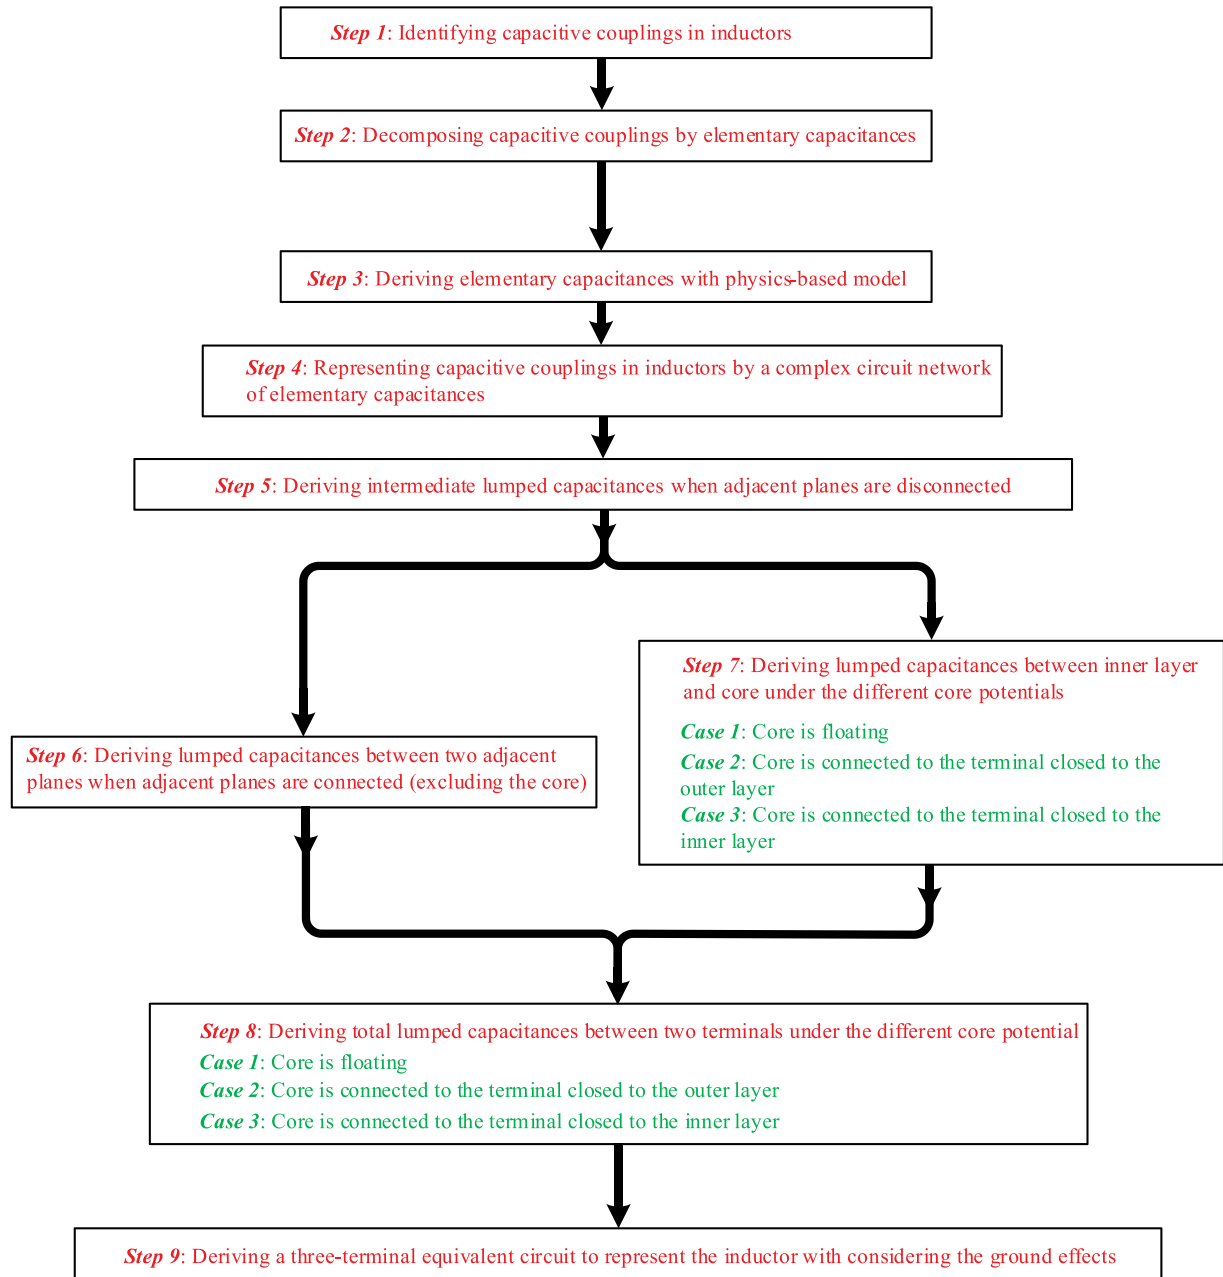 Step 1: Identifying capacitive couplings in inductors
Step 2: Decomposing capacitive couplings by elementary capacitances
Step 3: Deriving elementary capacitances with physics-based model
Step 4: Representing capacitive couplings in inductors by a complex circuit network
of elementary capacitances
Step 5: Deriving intermediate lumped capacitances when adjacent planes are disconnected
Step 6: Deriving lumped capacitances between two adjacent
planes when adjacent planes are connected (excluding the core)
Step 7: Deriving lumped capacitances between inner layer
and core under the different core potentials
Case 1: Core is floating
Case 2: Core is connected to the terminal closed to the
outer layer
Case 3: Core is connected to the terminal closed to the
inner layer
Step 8: Deriving total lumped capacitances between two terminals under the different core potential
Case 1: Core is floating
Case 2: Core is connected to the terminal closed to the outer layer
Case 3: Core is connected to the terminal closed to the inner layer
Step 9: Deriving a three-terminal equivalent circuit to represent the inductor with considering the ground effects